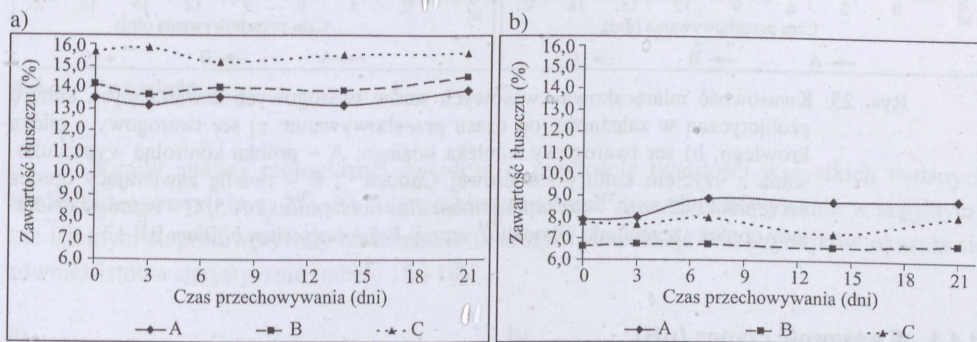 a)
Zawartość tłuszczu (%)
16,0
15,0
14,0
13,0
12,0
11,0
10,0
9,0
8,0
7,0
6,0
0 3 6 9 12 15 18 21
Czas przechowywania (dni)
A B C
b)
Zawartość tłuszczu (%)
16,0
15,0
14,0
13,0
12,0
11,0
10,0
9,0
8,0
7,0
6,0
0 3 6 9 12 15 18 21
Czas przechowywania (dni)
A B C